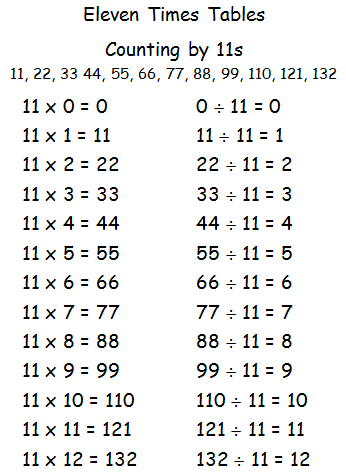 Eleven Times Tables
Counting by 11s
11, 22, 33 44, 55, 66, 77, 88, 99, 110, 121, 132
11 x 0 = 0 0 ÷ 11 = 0
11 x 1 = 11 11 ÷ 11 = 1
11 x 2 = 22 22 ÷ 11 = 2
11 x 3 = 33 33 ÷ 11 = 3
11 x 4 = 44 44 ÷ 11 = 4
11 x 5 = 55 55 ÷ 11 = 5
11 x 6 = 66 66 ÷ 11 = 6
11 x 7 = 77 77 ÷ 11 = 7
11 x 8 = 88 88 ÷ 11 = 8
11 x 9 = 99 99 ÷ 11 = 9
11 x 10 = 110 110 ÷ 11 = 10
11 x 11 = 121 121 ÷ 11 = 11
11 x 12 = 132 132 ÷ 11 = 12